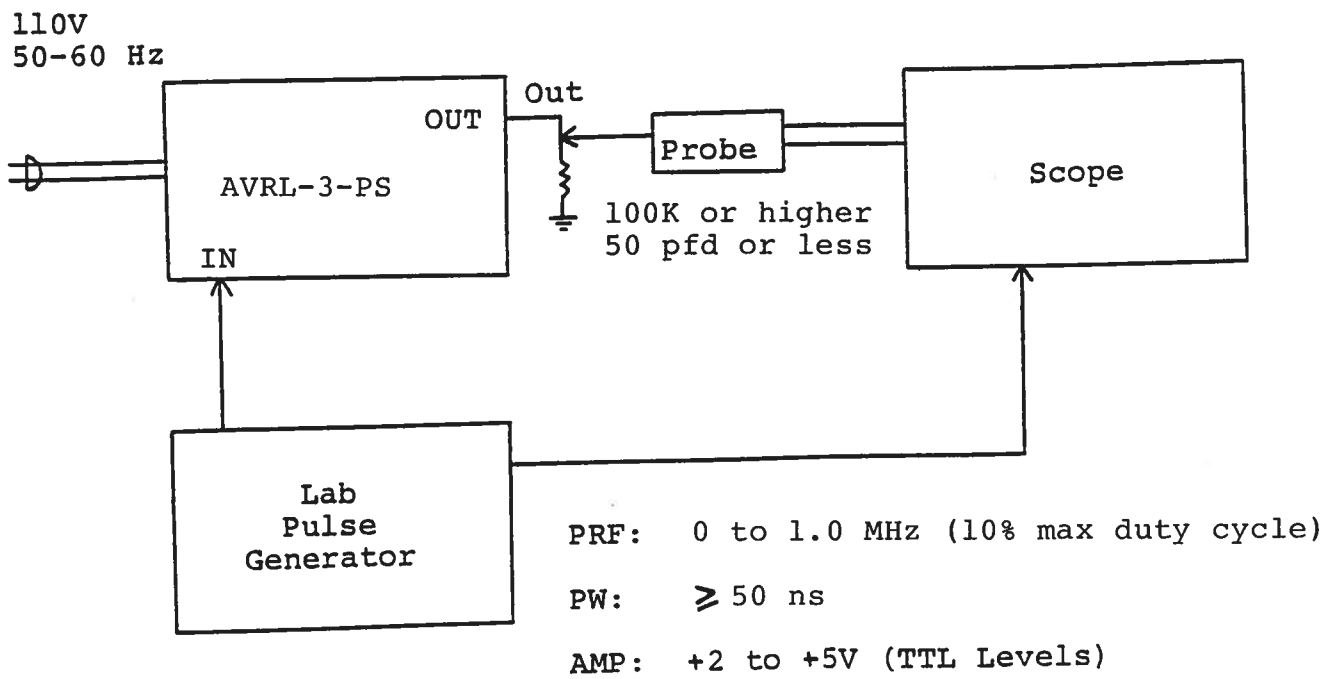 110V
50-60 Hz
OUT
Out
AVRL-3-PS
IN
Probe
100K or higher
50 pfd or less
Scope
Lab
Pulse
Generator
PRF: 0 to 1.0 MHz (10% max duty cycle)
PW: ⩾ 50 ns
AMP: +2 to +5V (TTL Levels)